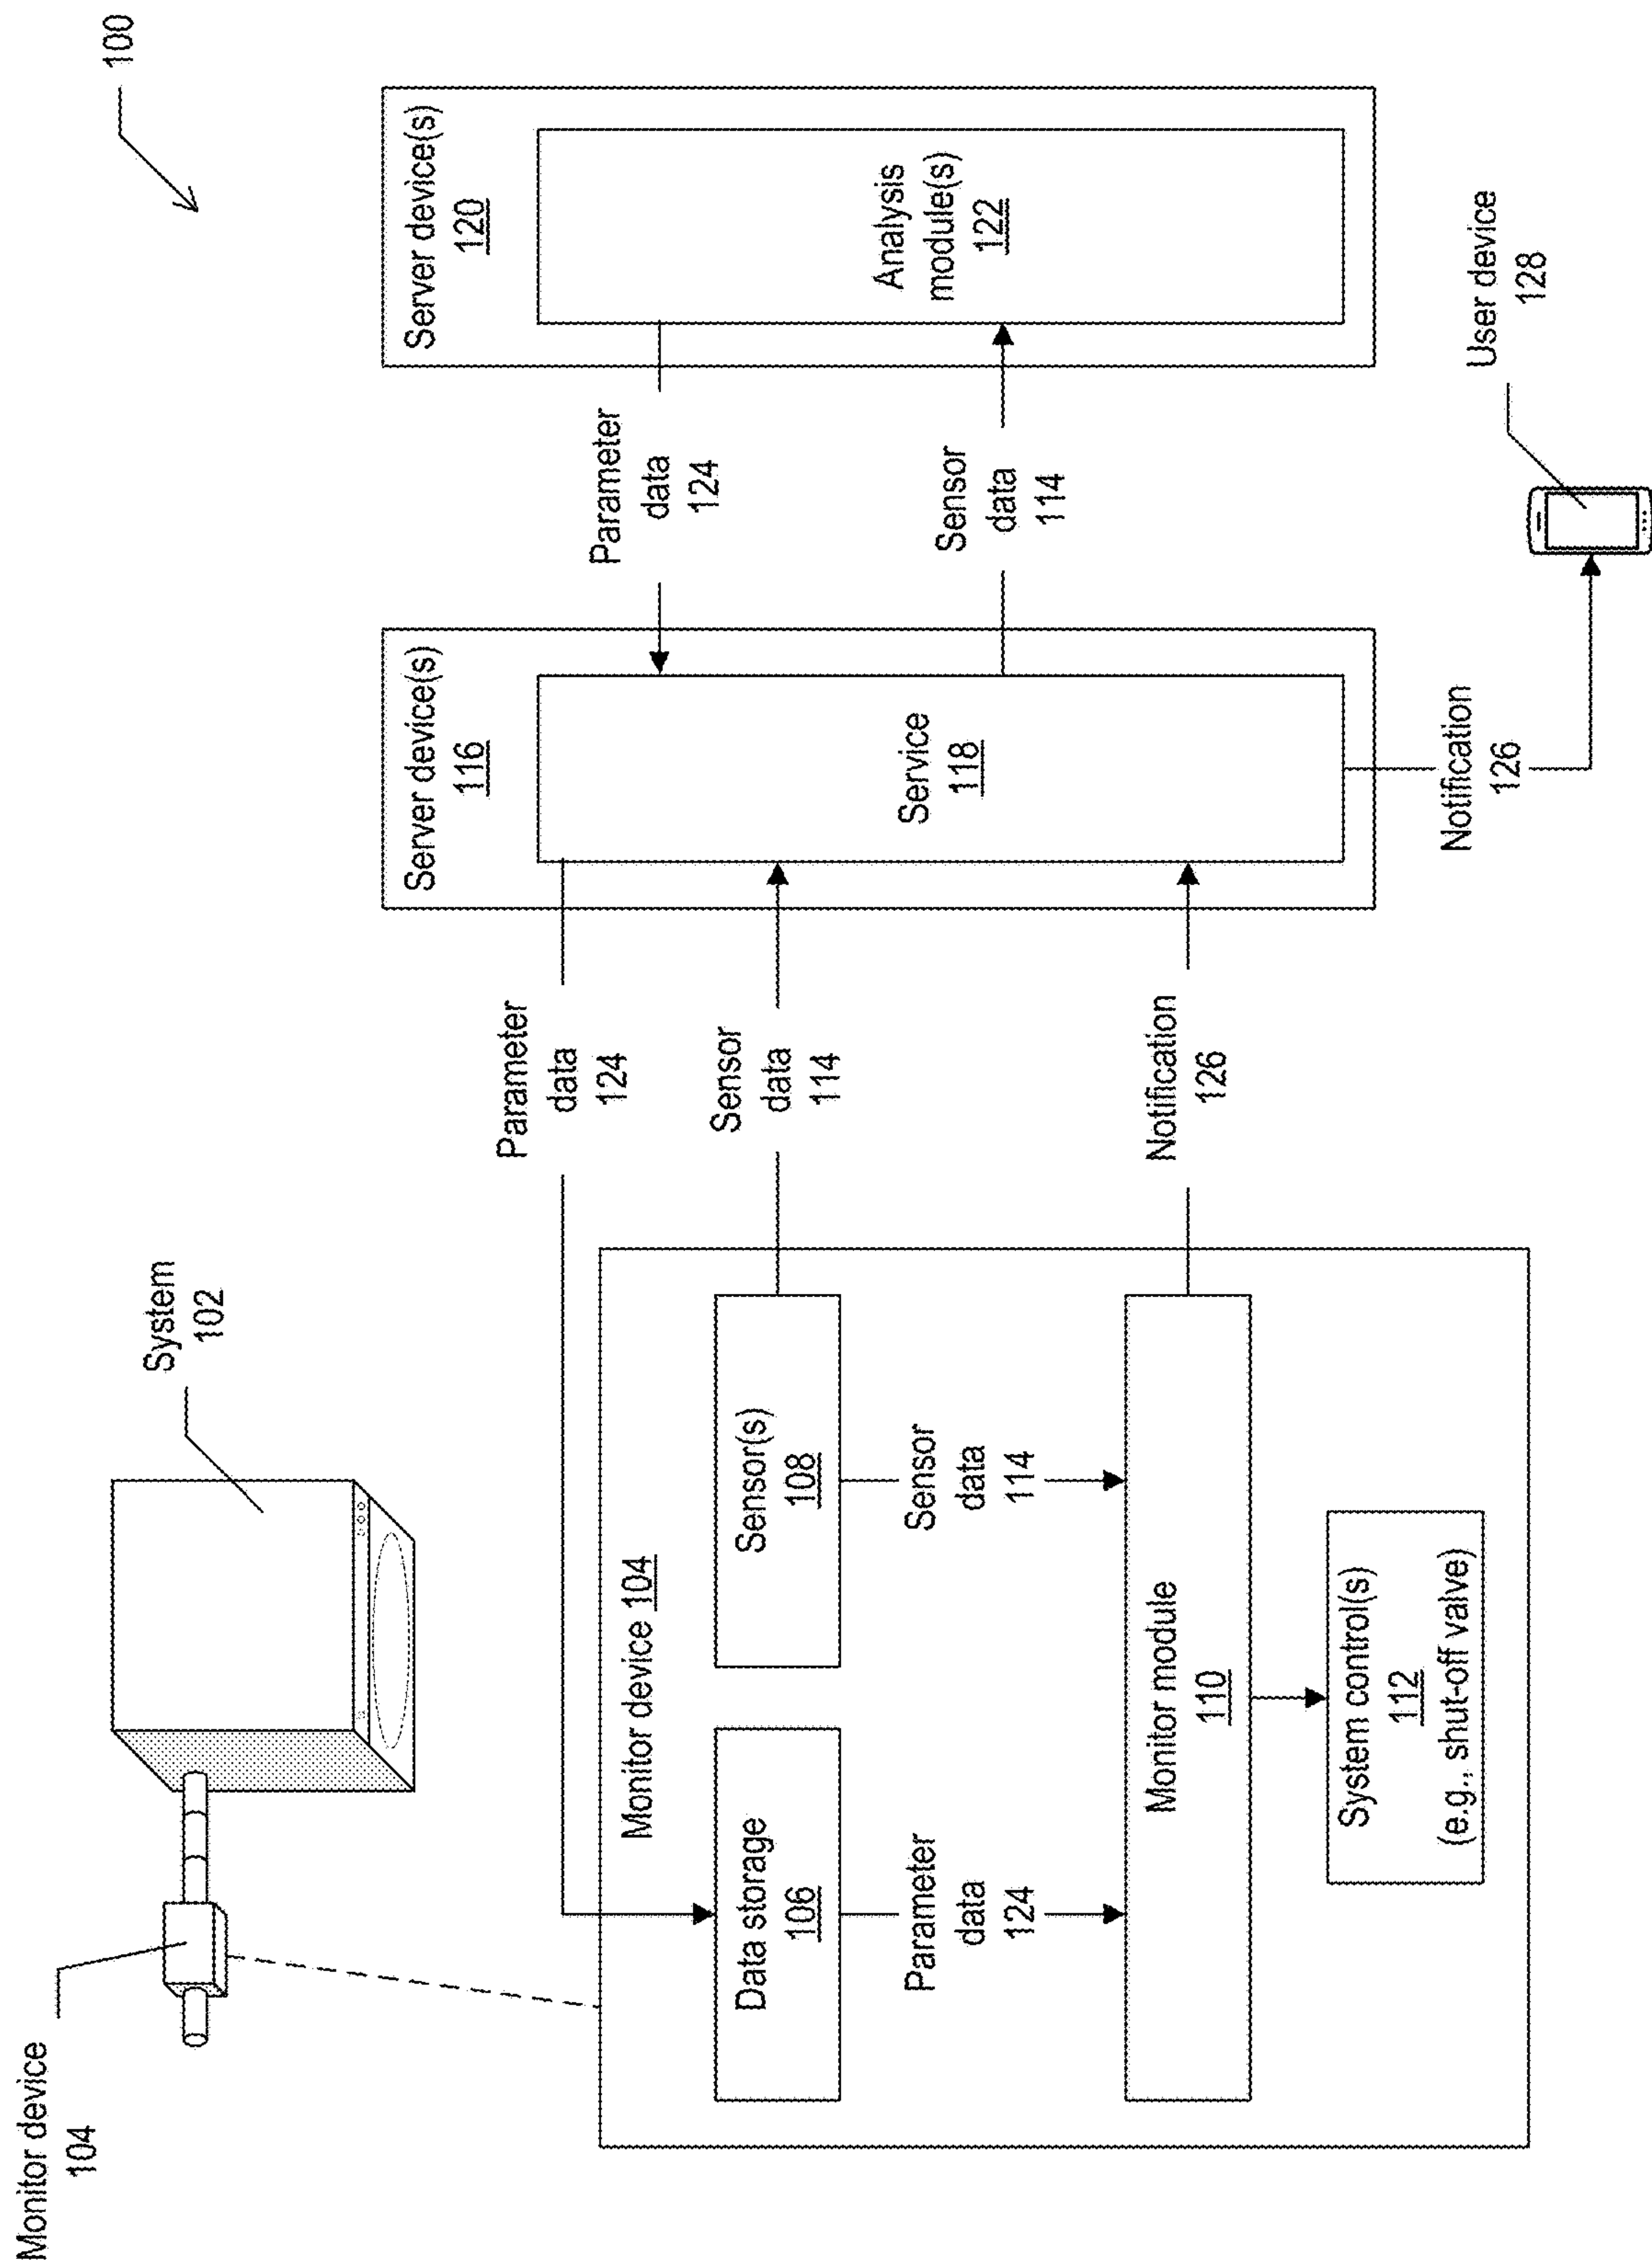 100
Monitor device
104
System
102
Server device(s)
116
Server device(s)
120
Monitor device 104
Data storage
106
Sensor(s)
108
Parameter
data
124
Sensor
data
114
Monitor module
110
System control(s)
112
(e.g., shut-off valve)
Parameter
data
124
Sensor
data
114
Notification
126
Service
118
Parameter
data
124
Sensor
data
114
Analysis
module(s)
122
Notification
126
User device
128